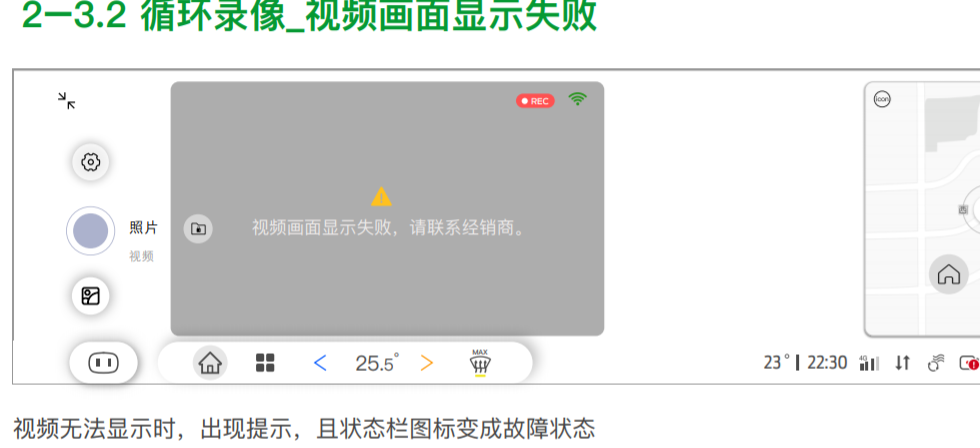 2—3.2 循环录像_视频画面显示失败
REC
icon
照片
视频
视频画面显示失败，请联系经销商。
西
25.5°
MAX
23° 22:30 4G
视频无法显示时，出现提示，且状态栏图标变成故障状态